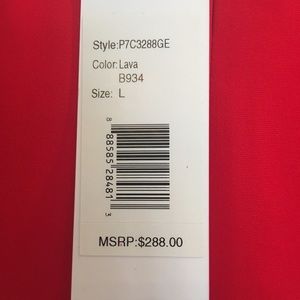 Style:P7C3288GE
Color:Lava
B934
Size: L
8 88585 28481 3
MSRP:$288.00